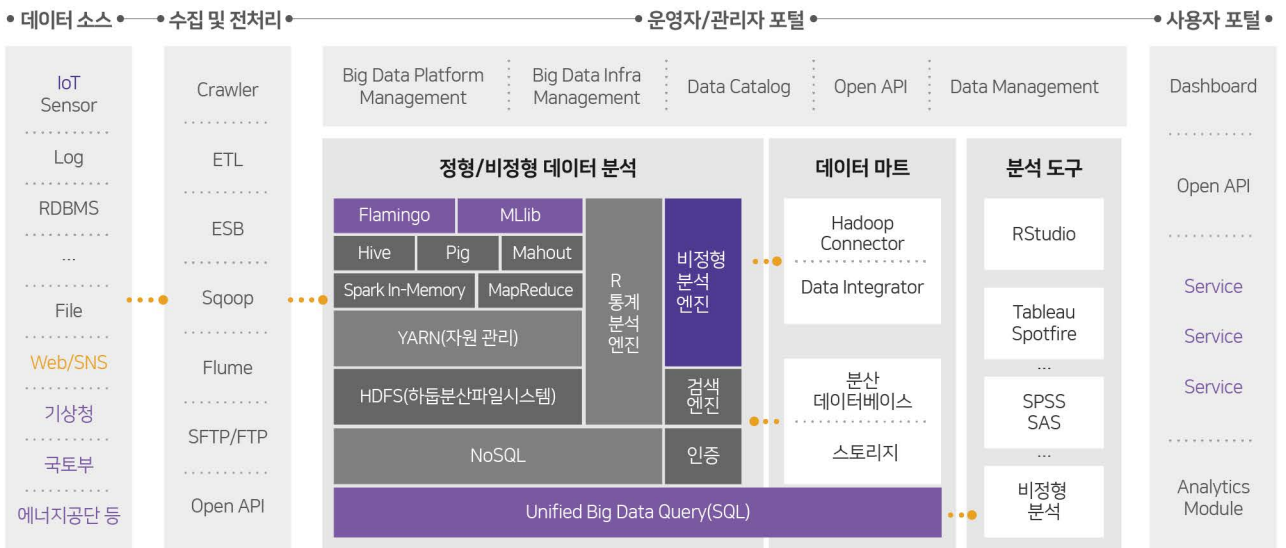 데이터 소스
수집 및 전처리
운영자/관리자 포털
사용자 포털
IoT
Sensor
Log
RDBMS
...
File
Web/SNS
기상청
국토부
에너지공단 등
Crawler
ETL
ESB
Sqoop
Flume
SFTP/FTP
Open API
Big Data Platform
Management
Big Data Infra
Management
Data Catalog
Open API
Data Management
정형/비정형 데이터 분석
Flamingo
MLlib
Hive
Pig
Mahout
Spark In-Memory
MapReduce
YARN(자원 관리)
HDFS(하둡분산파일시스템)
NoSQL
R
통계
분석
엔진
비정형
분석
엔진
검색
엔진
인증
Unified Big Data Query(SQL)
데이터 마트
Hadoop
Connector
Data Integrator
분산
데이터베이스
스토리지
분석 도구
RStudio
Tableau
Spotfire
...
SPSS
SAS
...
비정형
분석
Dashboard
Open API
Service
Service
Service
Analytics
Module